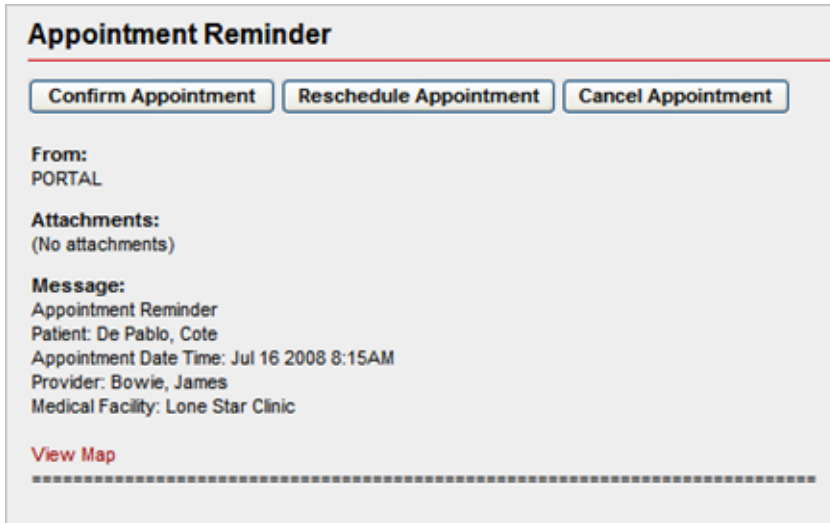 Appointment Reminder
Confirm Appointment Reschedule Appointment Cancel Appointment
From:
PORTAL
Attachments:
(No attachments)
Message:
Appointment Reminder
Patient: De Pablo, Cote
Appointment Date Time: Jul 16 2008 8:15AM
Provider: Bowie, James
Medical Facility: Lone Star Clinic
View Map
==============================================================================